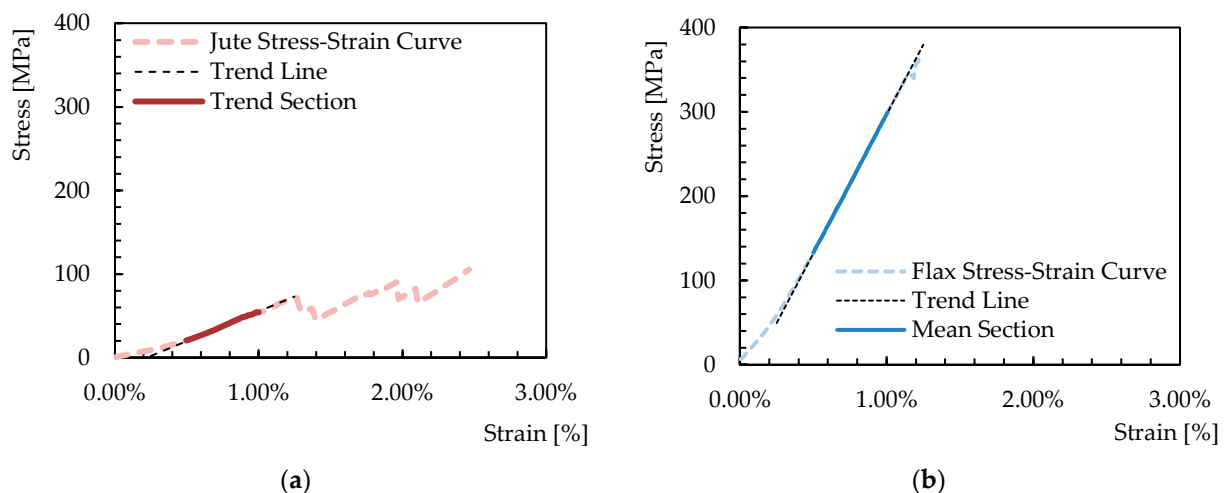 400
300
200
100
0
Stress [MPa]
Jute Stress-Strain Curve
Trend Line
Trend Section
0.00%
1.00%
2.00%
3.00%
Strain [%]
(a)
400
300
200
100
0
Stress [MPa]
Flax Stress-Strain Curve
Trend Line
Mean Section
0.00%
1.00%
2.00%
3.00%
Strain [%]
(b)